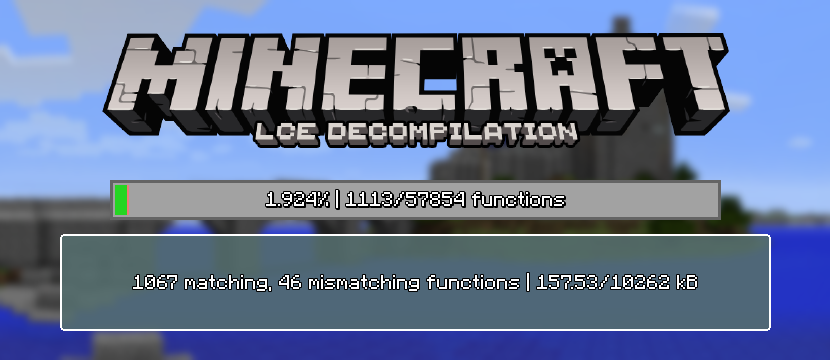 MINECRAFT
LCE DECOMPILATION
1.924% | 1113/57854 functions
1067 matching, 46 mismatching functions | 157.53/10262 kB